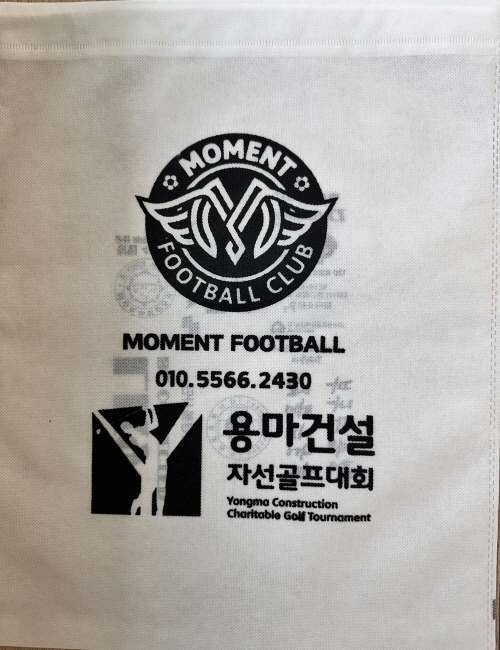 MOMENT
FOOTBALL CLUB
MOMENT FOOTBALL
010.5566.2430
용마건설
자선골프대회
Yongma Construction
Charitable Golf Tournament